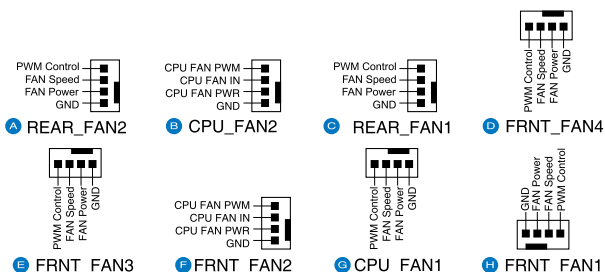 PWM Control
FAN Speed
FAN Power
GND
A REAR_FAN2
CPU FAN PWM
CPU FAN IN
CPU FAN PWR
GND
B CPU_FAN2
PWM Control
FAN Speed
FAN Power
GND
C REAR_FAN1
PWM Control
FAN Speed
FAN Power
GND
D FRNT_FAN4
PWM Control
FAN Speed
FAN Power
GND
E FRNT_FAN3
CPU FAN PWM
CPU FAN IN
CPU FAN PWR
GND
F FRNT_FAN2
PWM Control
FAN Speed
FAN Power
GND
G CPU_FAN1
GND
FAN Power
FAN Speed
PWM Control
H FRNT_FAN1